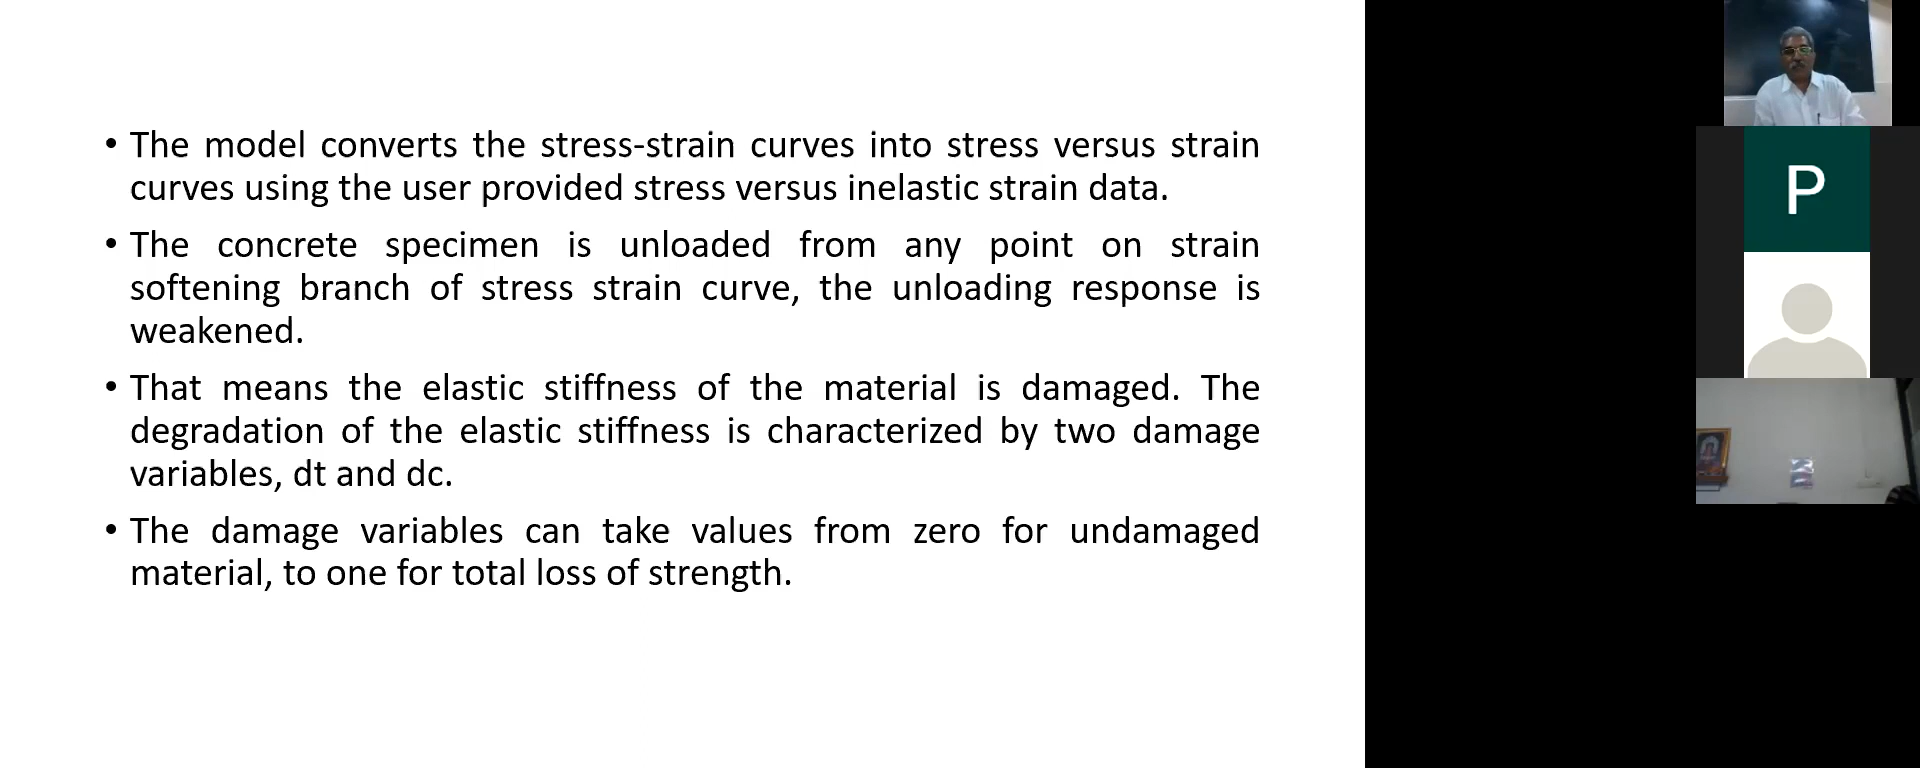 • The model converts the stress-strain curves into stress versus strain
curves using the user provided stress versus inelastic strain data.
• The concrete specimen is unloaded from any point on strain
softening branch of stress strain curve, the unloading response is
weakened.
• That means the elastic stiffness of the material is damaged. The
degradation of the elastic stiffness is characterized by two damage
variables, dt and dc.
• The damage variables can take values from zero for undamaged
material, to one for total loss of strength.
P